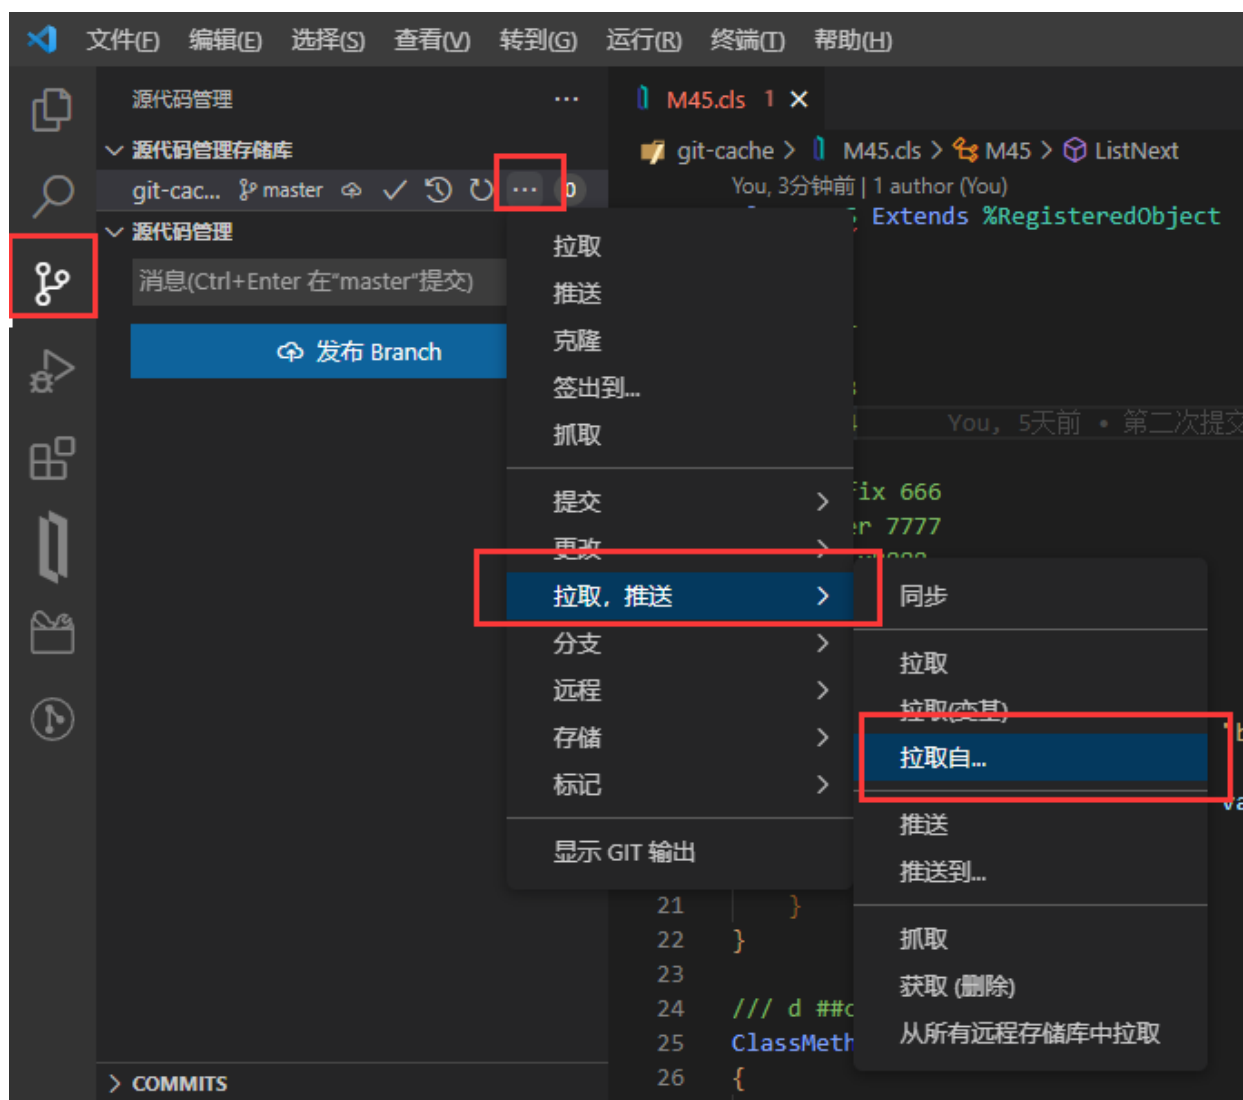 文件(F) 编辑(E) 选择(S) 查看(V) 转到(G) 运行(R) 终端(T) 帮助(H)
源代码管理 ...
M45.cls 1
源代码管理存储库
git-cache > M45.cls > M45 > ListNext
git-cac... master ... 0
You, 3分钟前 | 1 author (You)
源代码管理
Extends %RegisteredObject
消息(Ctrl+Enter 在"master"提交)
发布 Branch
拉取
推送
克隆
签出到...
抓取
You, 5天前 • 第二次提交
提交
更改
拉取，推送
分支
远程
存储
标记
显示 GIT 输出
ix 666
er 7777
同步
拉取
拉取(变基)
拉取自...
推送
推送到...
抓取
获取 (删除)
从所有远程存储库中拉取
21 }
22 }
23
24 /// d ##c
25 ClassMeth
26 {
COMMITS